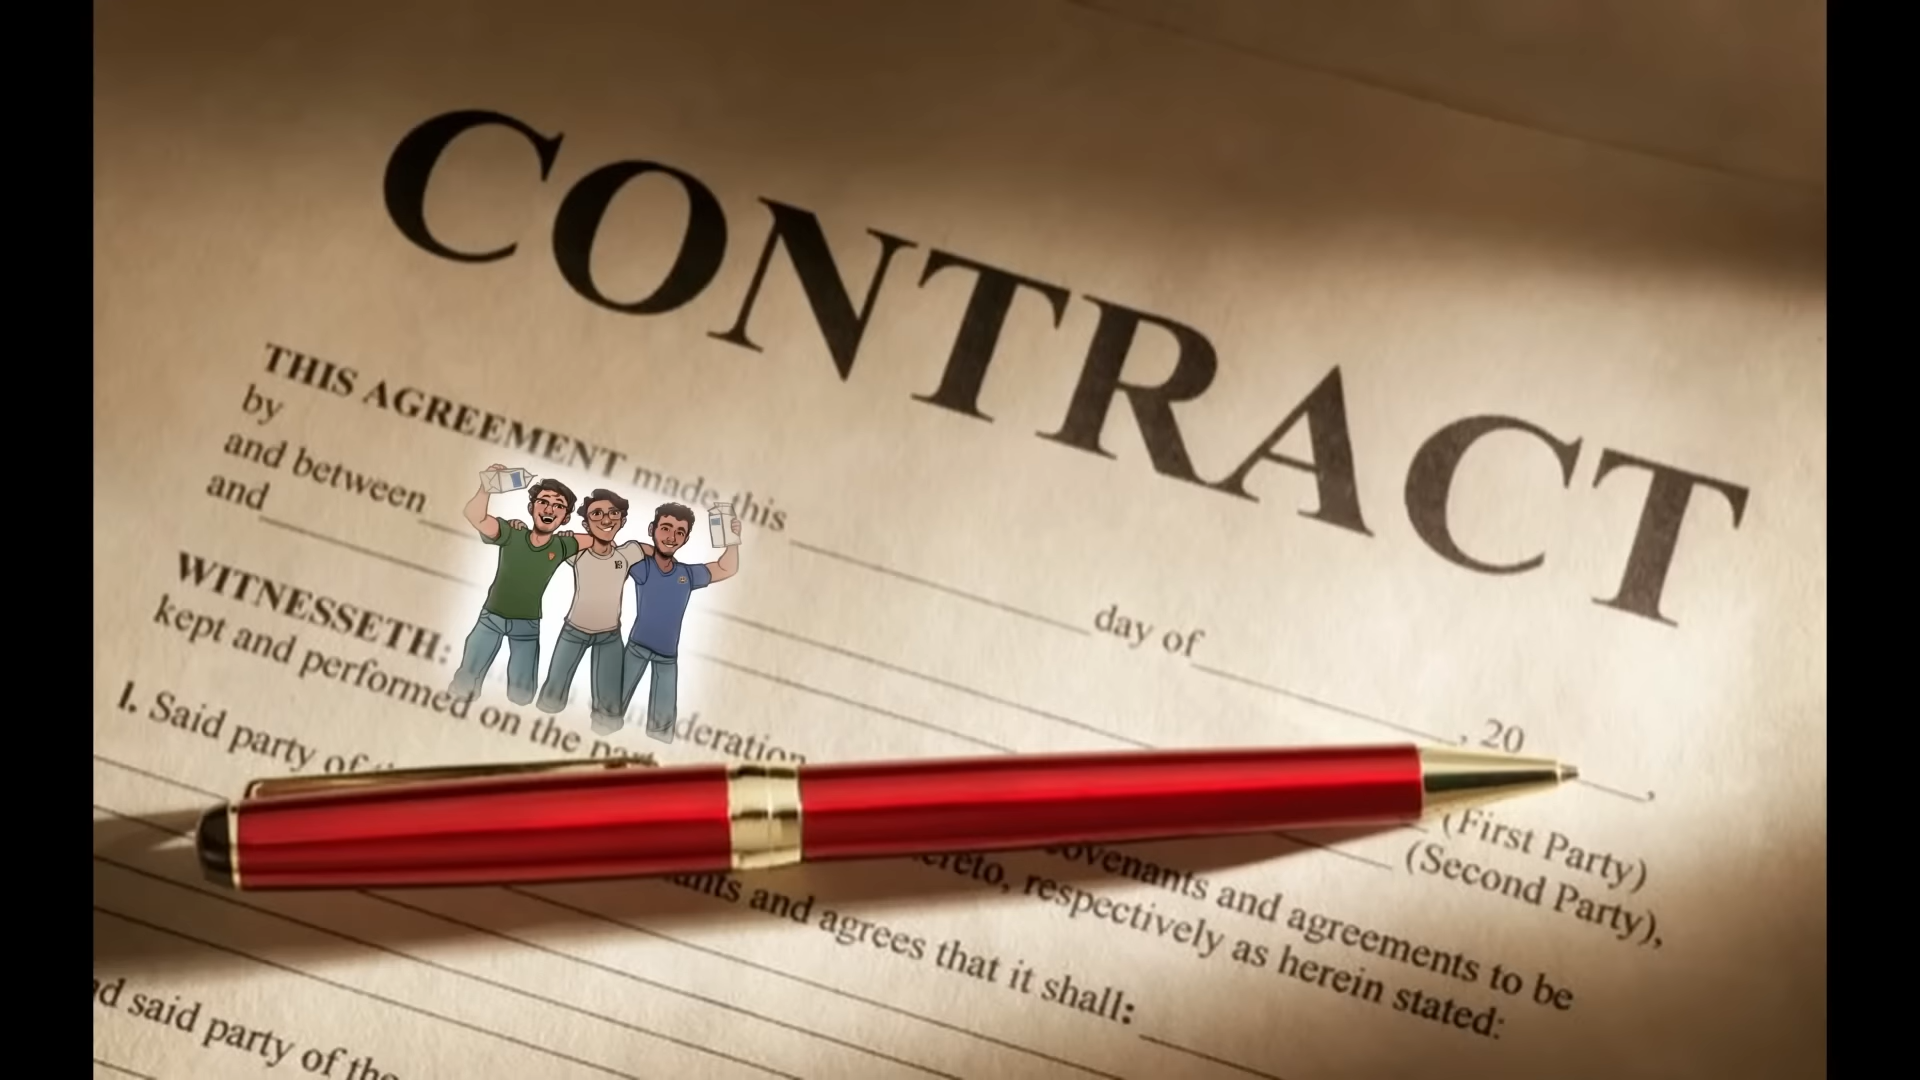 CONTRACT
THIS AGREEMENT made this day of , 20 ,
by
and between (First Party)
and (Second Party),
WITNESSETH: covenants and agreements to be
kept and performed on the part respectively as herein stated:
I. Said party of and agrees that it shall:
said party of the